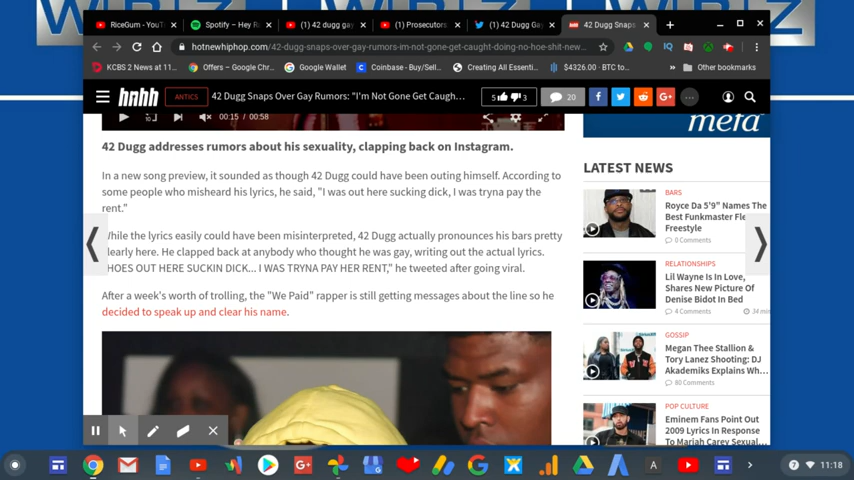 RiceGum - YouT
Spotify – Hey R
(1) 42 dugg gay
(1) Prosecutors
(1) 42 Dugg Ga
42 Dugg Snaps
hotnewhiphop.com/42-dugg-snaps-over-gay-rumors-im-not-gone-get-caught-doing-no-hoe-shit-new...
KCBS 2 News at 11...
Offers – Google Chr...
Google Wallet
Coinbase - Buy/Sell...
Creating All Essenti...
$4326.00 - BTC to...
»
Other bookmarks
hnhh
ANTICS
42 Dugg Snaps Over Gay Rumors: "I'm Not Gone Get Caugh...
5
3
20
00:15 / 00:58
meta
42 Dugg addresses rumors about his sexuality, clapping back on Instagram.
In a new song preview, it sounded as though 42 Dugg could have been outing himself. According to
some people who misheard his lyrics, he said, "I was out here sucking dick, I was tryna pay the
rent."
While the lyrics easily could have been misinterpreted, 42 Dugg actually pronounces his bars pretty
clearly here. He clapped back at anybody who thought he was gay, writing out the actual lyrics.
"HOES OUT HERE SUCKIN DICK... I WAS TRYNA PAY HER RENT," he tweeted after going viral.
After a week's worth of trolling, the "We Paid" rapper is still getting messages about the line so he
decided to speak up and clear his name.
LATEST NEWS
BARS
Royce Da 5'9" Names The
Best Funkmaster Fle
Freestyle
0 Comments
RELATIONSHIPS
Lil Wayne Is In Love,
Shares New Picture Of
Denise Bidot In Bed
4 Comments
34 min
GOSSIP
Megan Thee Stallion &
Tory Lanez Shooting: DJ
Akademiks Explains Wh...
80 Comments
POP CULTURE
Eminem Fans Point Out
2009 Lyrics In Response
To Mariah Carey Sexual...
11:18